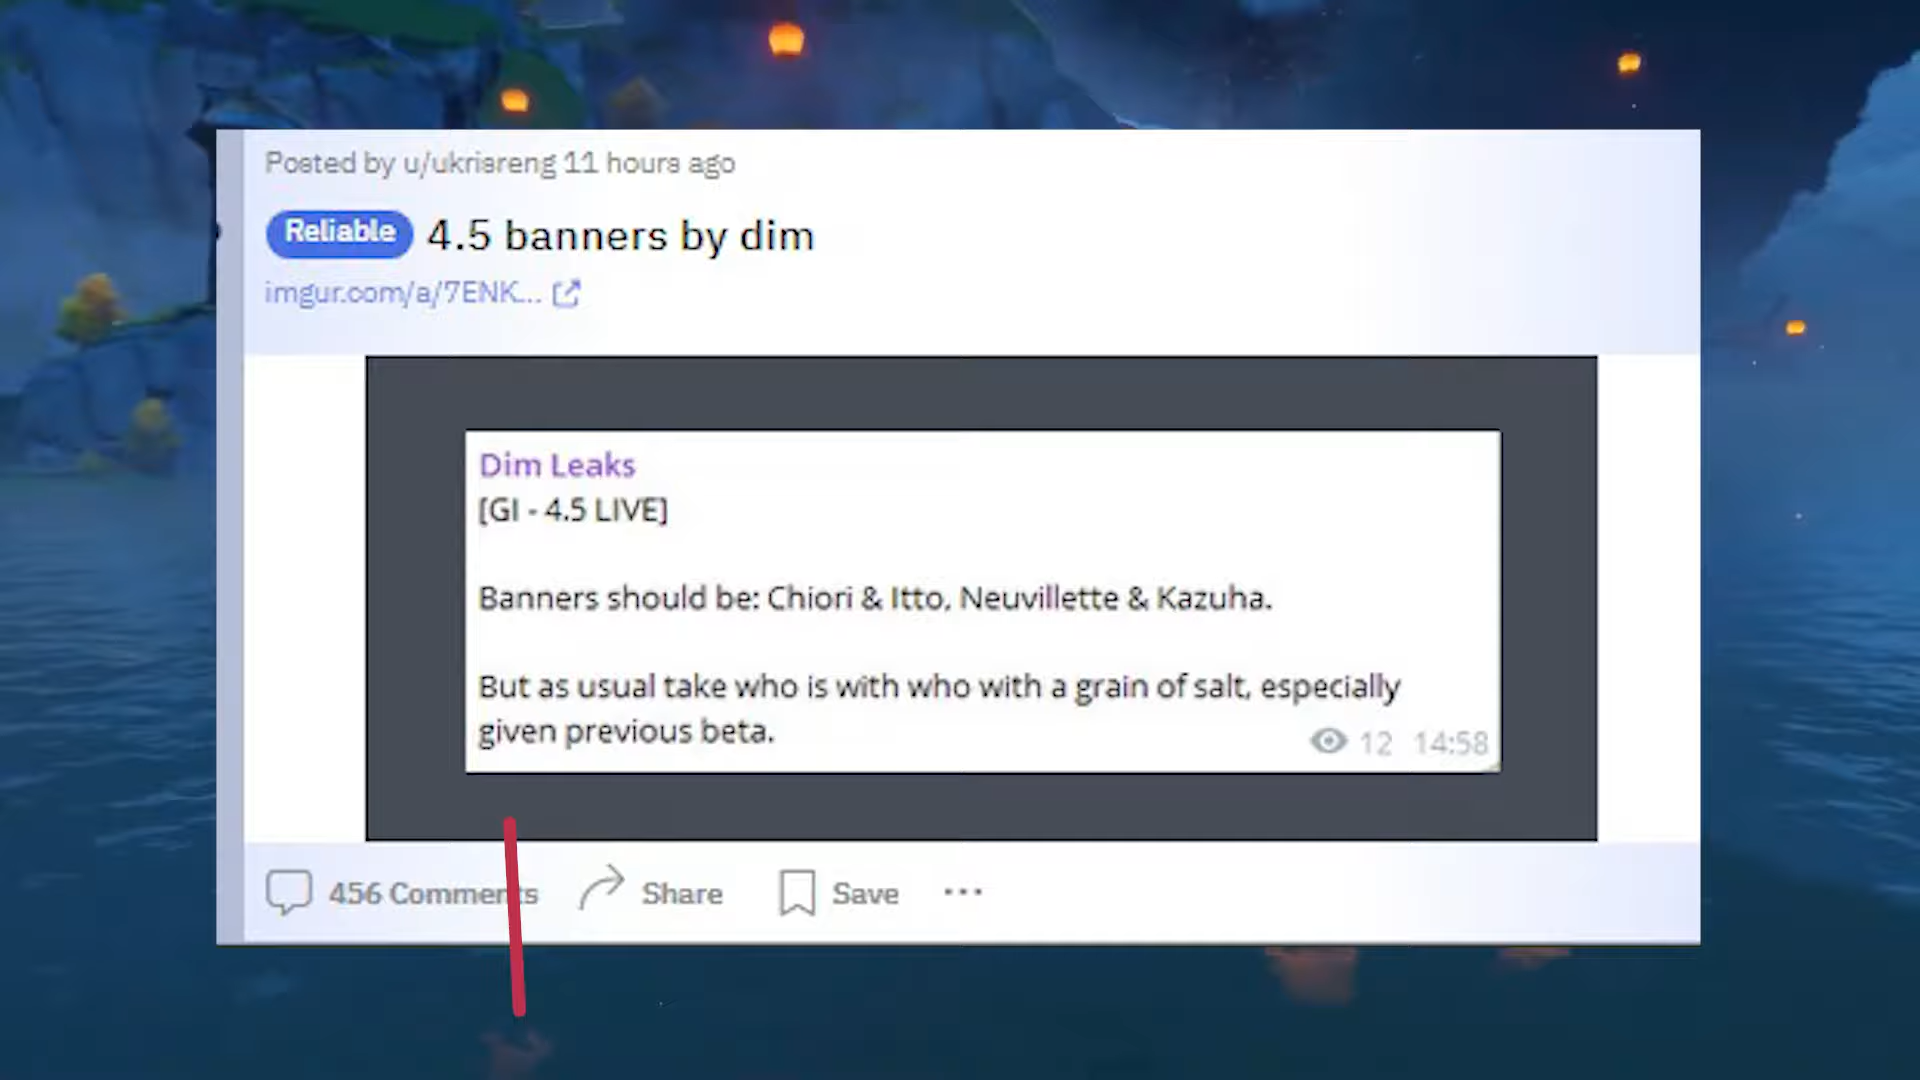 Posted by u/ukrisreng 11 hours ago
Reliable 4.5 banners by dim
imgur.com/a/7ENK...
Dim Leaks
[GI - 4.5 LIVE]
Banners should be: Chiori & Itto, Neuvillette & Kazuha.
But as usual take who is with who with a grain of salt, especially
given previous beta.
12 14:58
456 Comments Share Save ...